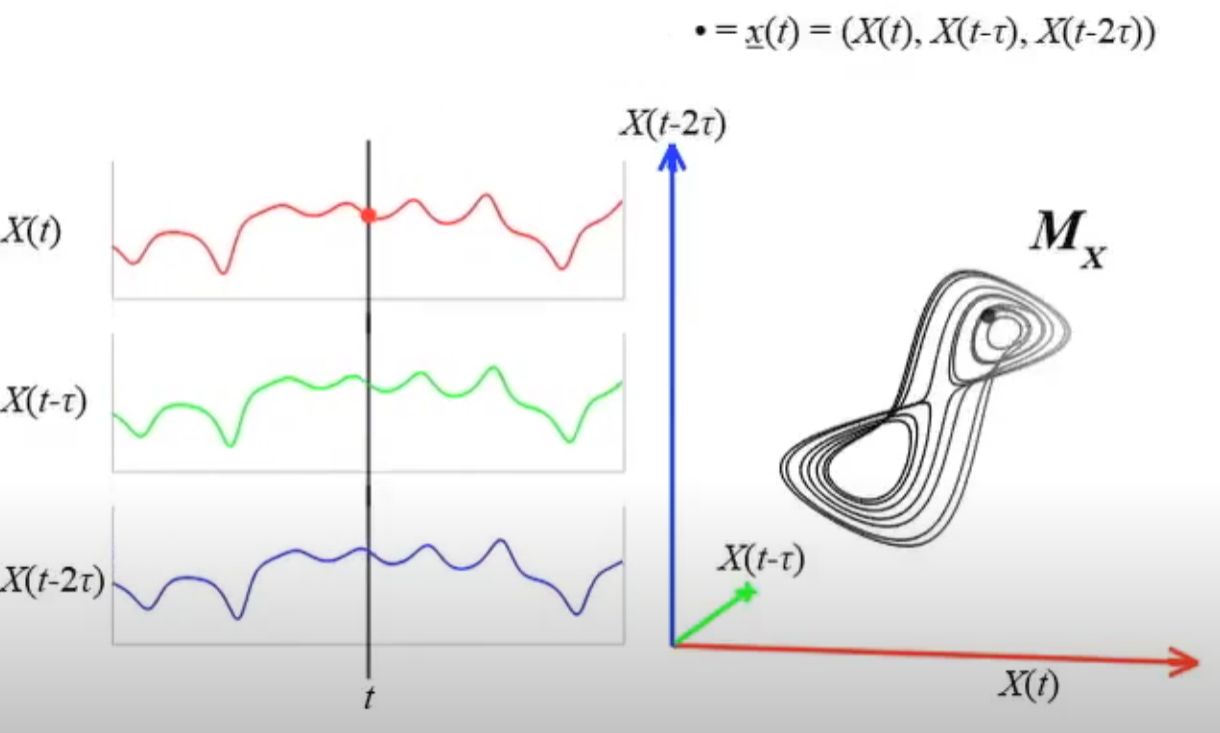 • = x(t) = (X(t), X(t-τ), X(t-2τ))
X(t-2τ)
X(t)
M_X
X(t-τ)
X(t-τ)
X(t-2τ)
X(t)
t